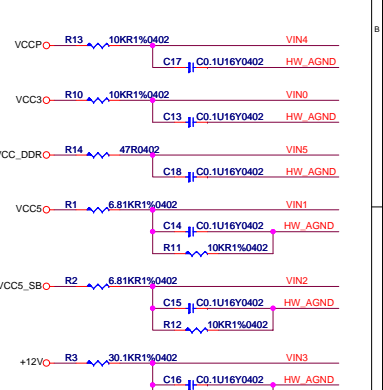 B
R13 10KR1%0402 VIN4
VCCP
C17 C0.1U16Y0402 HW_AGND
R10 10KR1%0402 VIN0
VCC3
C13 C0.1U16Y0402 HW_AGND
R14 47R0402 VIN5
CC_DDR
C18 C0.1U16Y0402 HW_AGND
R1 6.81KR1%0402 VIN1
VCC5
C14 C0.1U16Y0402 HW_AGND
R11 10KR1%0402
R2 6.81KR1%0402 VIN2
VCC5_SB
C15 C0.1U16Y0402 HW_AGND
R12 10KR1%0402
R3 30.1KR1%0402 VIN3
+12V
C16 C0.1U16Y0402 HW_AGND